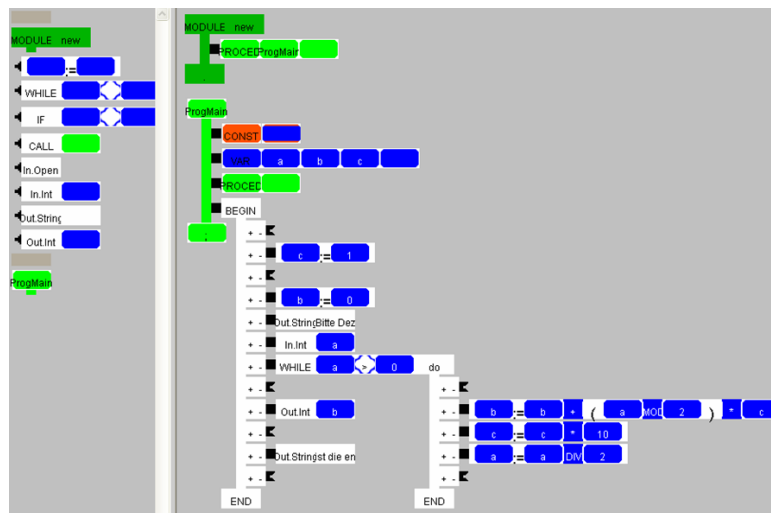 MODULE new
:=
WHILE
IF
CALL
In.Open
In.Int
Out.String
Out.Int
ProgMain
MODULE new
PROCED ProgMain
.
ProgMain
CONST
VAR a b c
PROCED
BEGIN
+ -
+ - c := 1
+ -
+ - b := 0
+ - Out.String Bitte Dez
+ - In.Int a
+ - WHILE a > 0 do
+ - + -
+ - Out.Int b + - b := b + ( a MOD 2 ) * c
+ - + - c := c * 10
+ - Out.String st die en + - a := a DIV 2
+ - + -
; END END